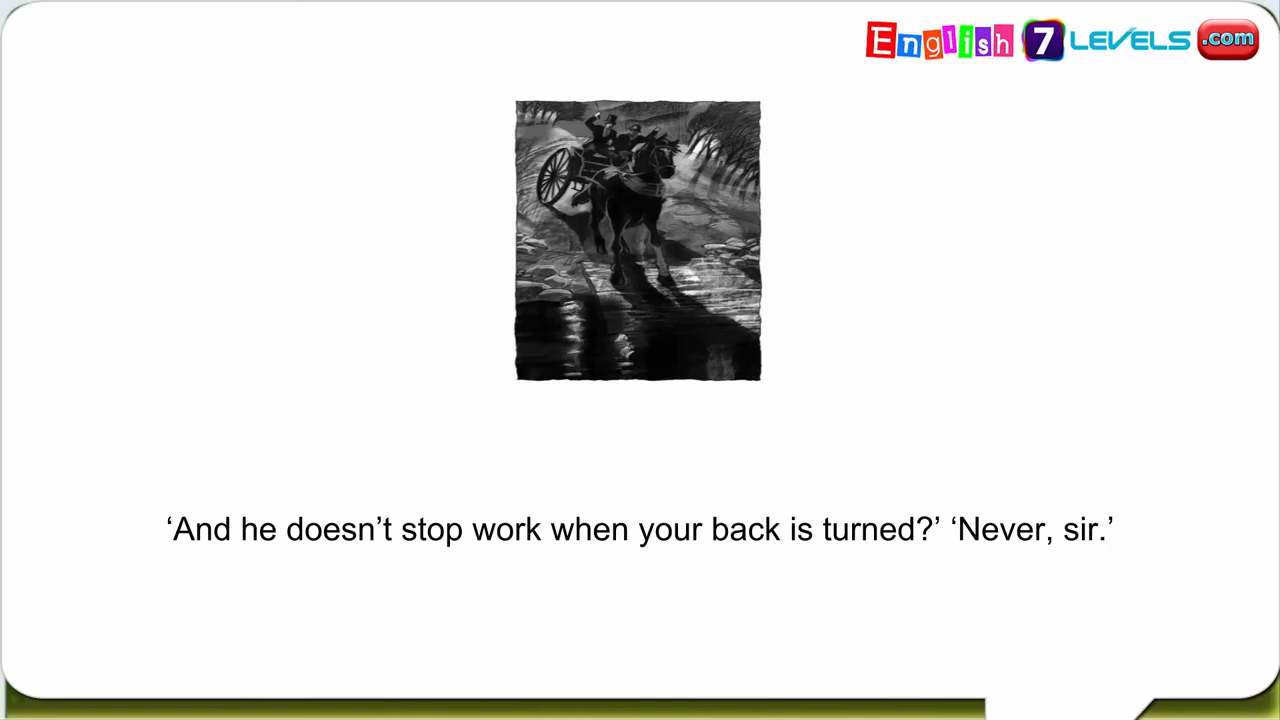 English 7 LEVELS .com
‘And he doesn’t stop work when your back is turned?’ ‘Never, sir.’